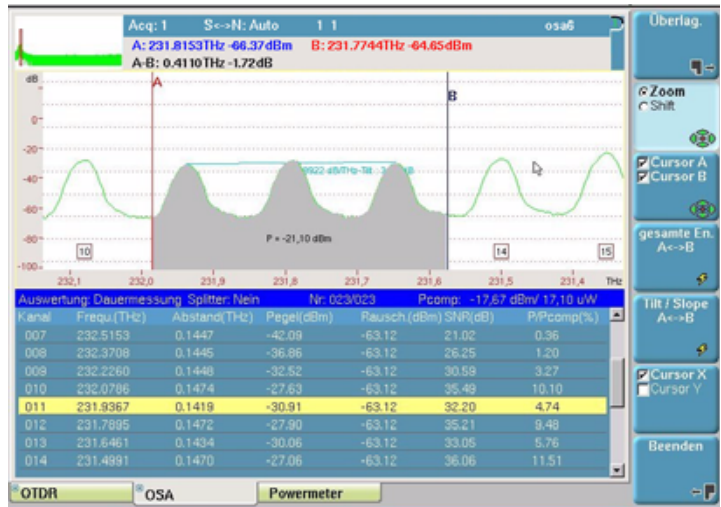 Acq: 1 S<->N: Auto 1 1 osa6
A: 231.8153THz -66.37dBm B: 231.7744THz -64.65dBm
A-B: 0.4110THz -1.72dB
dB
A
B
0
-20
-40
-60
-80
-100
P = -21,10 dBm
10
14
15
232,1 232,0 231,9 231,8 231,7 231,6 231,5 231,4 THz
Auswertung: Dauermessung Splitter: Nein Nr: 023/023 Pcomp: -17,67 dBm/ 17,10 uW
Kanal Frequ.(THz) Abstand(THz) Pegel(dBm) Rausch.(dBm) SNR(dB) P/Pcomp(%)
007 232.5153 0.1447 -42.09 -63.12 21.02 0.36
008 232.3708 0.1445 -36.86 -63.12 26.25 1.20
009 232.2260 0.1448 -32.52 -63.12 30.59 3.27
010 232.0786 0.1474 -27.63 -63.12 35.49 10.10
011 231.9367 0.1419 -30.91 -63.12 32.20 4.74
012 231.7895 0.1472 -27.90 -63.12 35.21 9.48
013 231.6461 0.1434 -30.06 -63.12 33.05 5.76
014 231.4991 0.1470 -27.06 -63.12 36.06 11.51
OTDR
OSA
Powermeter
Überlag.
Zoom
Shift
Cursor A
Cursor B
gesamte En.
A<->B
Tilt / Slope
A<->B
Cursor X
Cursor Y
Beenden